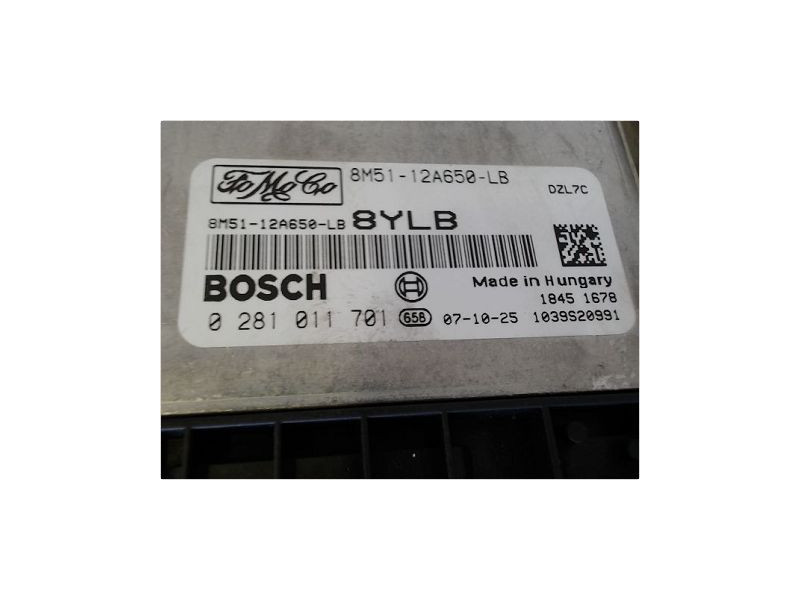 FoMoCo 8M51-12A650-LB DZL7C
8M51-12A650-LB 8YLB
BOSCH Made in Hungary
1845 1678
0 281 011 701 658 07-10-25 1039S20991